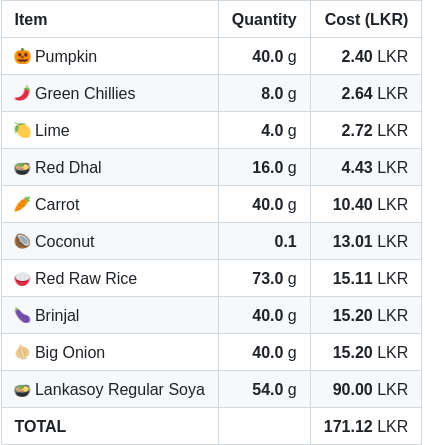 Item Quantity Cost (LKR)
Pumpkin 40.0 g 2.40 LKR
Green Chillies 8.0 g 2.64 LKR
Lime 4.0 g 2.72 LKR
Red Dhal 16.0 g 4.43 LKR
Carrot 40.0 g 10.40 LKR
Coconut 0.1 13.01 LKR
Red Raw Rice 73.0 g 15.11 LKR
Brinjal 40.0 g 15.20 LKR
Big Onion 40.0 g 15.20 LKR
Lankasoy Regular Soya 54.0 g 90.00 LKR
TOTAL 171.12 LKR